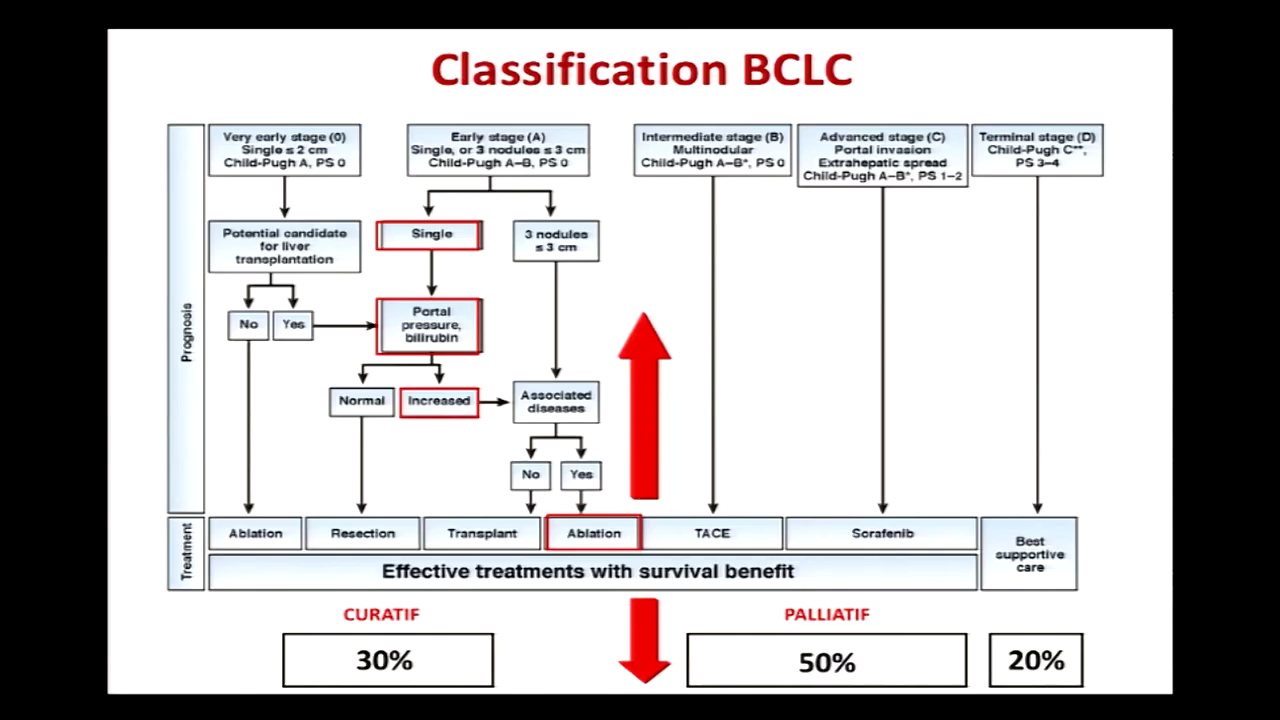 Classification BCLC
Very early stage (0)
Single ≤ 2 cm
Child-Pugh A, PS 0
Early stage (A)
Single, or 3 nodules ≤ 3 cm
Child-Pugh A–B, PS 0
Intermediate stage (B)
Multinodular
Child-Pugh A–B*, PS 0
Advanced stage (C)
Portal invasion
Extrahepatic spread
Child-Pugh A–B*, PS 1–2
Terminal stage (D)
Child-Pugh C**,
PS 3–4
Prognosis
Potential candidate
for liver
transplantation
Single
3 nodules
≤ 3 cm
No
Yes
Portal
pressure,
bilirubin
Normal
Increased
Associated
diseases
No
Yes
Treatment
Ablation
Resection
Transplant
Ablation
TACE
Sorafenib
Best
supportive
care
Effective treatments with survival benefit
CURATIF
PALLIATIF
30%
50%
20%